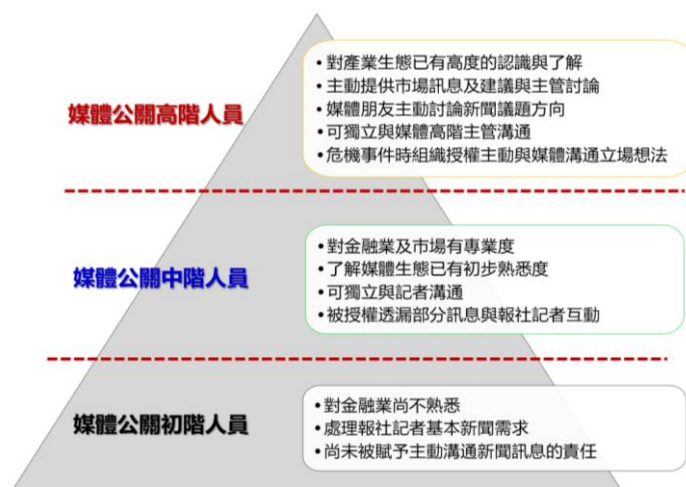 媒體公關高階人員
•對產業生態已有高度的認識與了解
•主動提供市場訊息及建議與主管討論
•媒體朋友主動討論新聞議題方向
•可獨立與媒體高階主管溝通
•危機事件時組織授權主動與媒體溝通立場想法
媒體公關中階人員
•對金融業及市場有專業度
•了解媒體生態已有初步熟悉度
•可獨立與記者溝通
•被授權透漏部分訊息與報社記者互動
媒體公關初階人員
•對金融業尚不熟悉
•處理報社記者基本新聞需求
•尚未被賦予主動溝通新聞訊息的責任